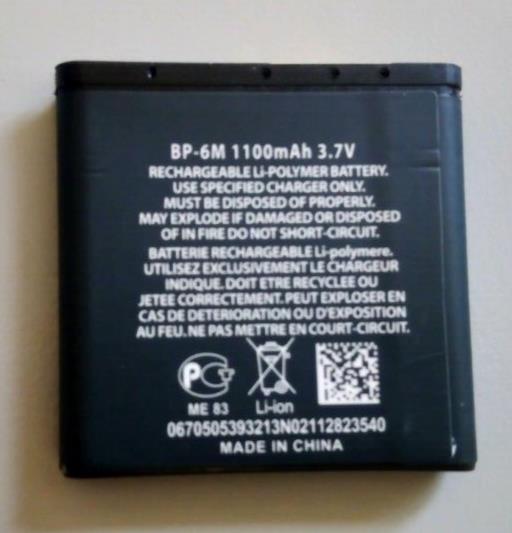 BP-6M 1100mAh 3.7V
RECHARGEABLE Li-POLYMER BATTERY.
USE SPECIFIED CHARGER ONLY.
MUST BE DISPOSED OF PROPERLY.
MAY EXPLODE IF DAMAGED OR DISPOSED
OF IN FIRE DO NOT SHORT-CIRCUIT.
BATTERIE RECHARGEABLE Li-polymere.
UTILISEZ EXCLUSIVEMENT LE CHARGEUR
INDIQUE. DOIT ETRE RECYCLEE OU
JETEE CORRECTEMENT. PEUT EXPLOSER EN
CAS DE DETERIORATION OU DISPOSITION
AU FEU. NE PAS METTRE EN COURT-CIRCUIT.
ME 83 Li-ion
0670505393213N02112823540
MADE IN CHINA